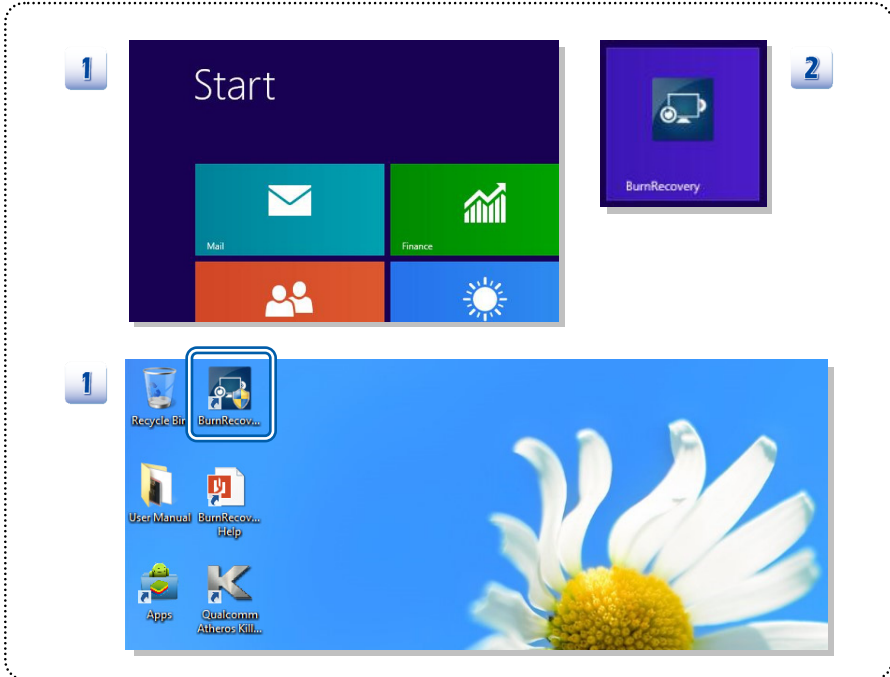 1
Start
Mail
Finance
BurnRecovery
2
1
Recycle Bin
BurnRecov...
User Manual
BurnRecov...
Help
Apps
Qualcomm
Atheros Kill...